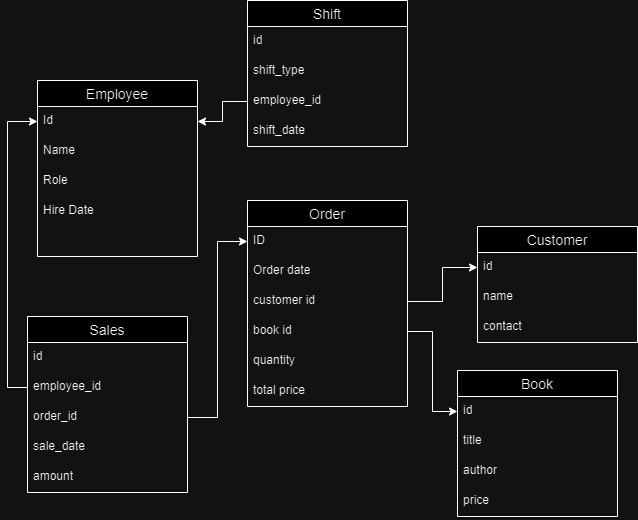 Shift
id
shift_type
employee_id
shift_date
Employee
Id
Name
Role
Hire Date
Order
ID
Order date
customer id
book id
quantity
total price
Customer
id
name
contact
Sales
id
employee_id
order_id
sale_date
amount
Book
id
title
author
price